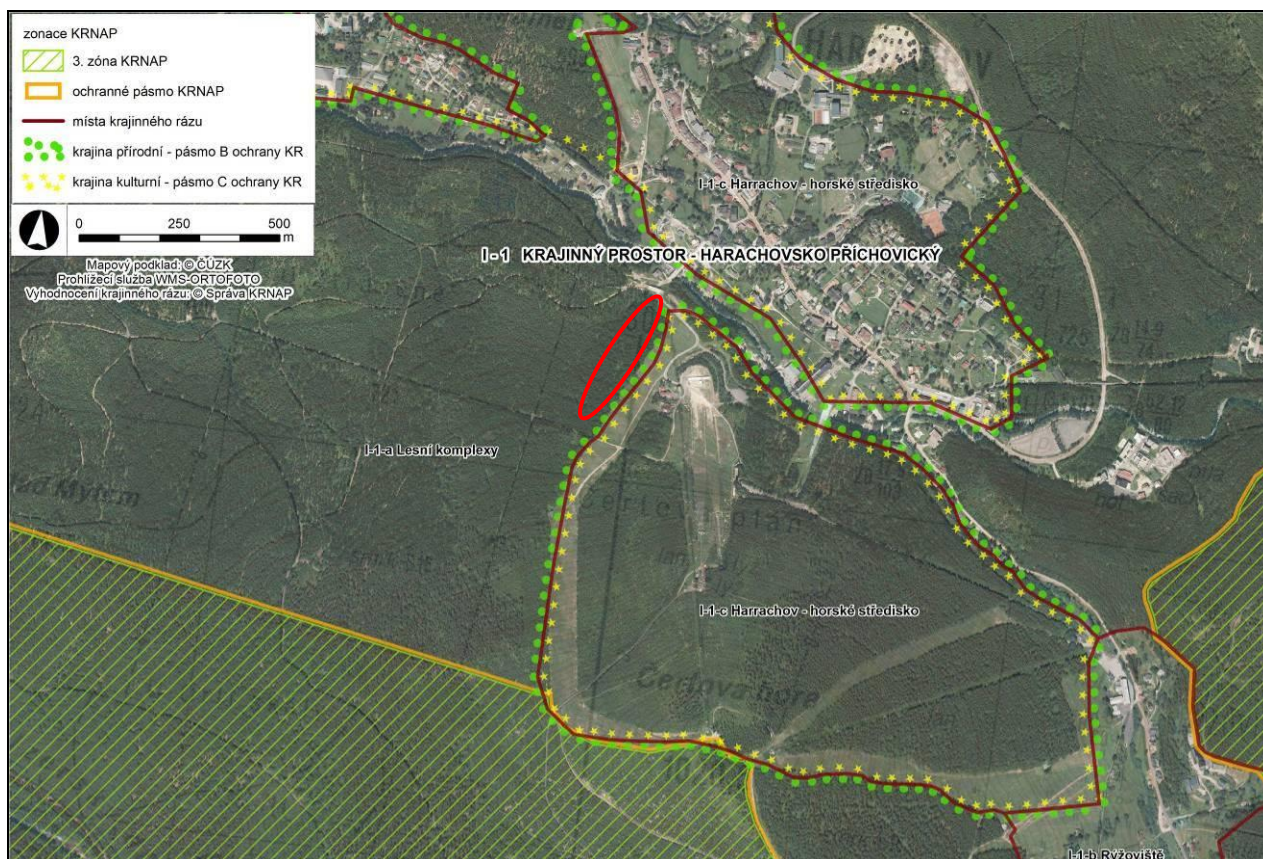 zonace KRNAP
3. zóna KRNAP
ochranné pásmo KRNAP
místa krajinného rázu
krajina přírodní - pásmo B ochrany KR
krajina kulturní - pásmo C ochrany KR
0 250 500
m
Mapový podklad: © ČÚZK
Prohlížecí služba WMS-ORTOFOTO
Vyhodnocení krajinného rázu: © Správa KRNAP
I-1-c Harrachov - horské středisko
I - 1 KRAJINNÝ PROSTOR - HARACHOVSKO PŘÍCHOVICKÝ
I-1-a Lesní komplexy
Čertova hora
I-1-c Harrachov - horské středisko
I-1-b Rýžoviště